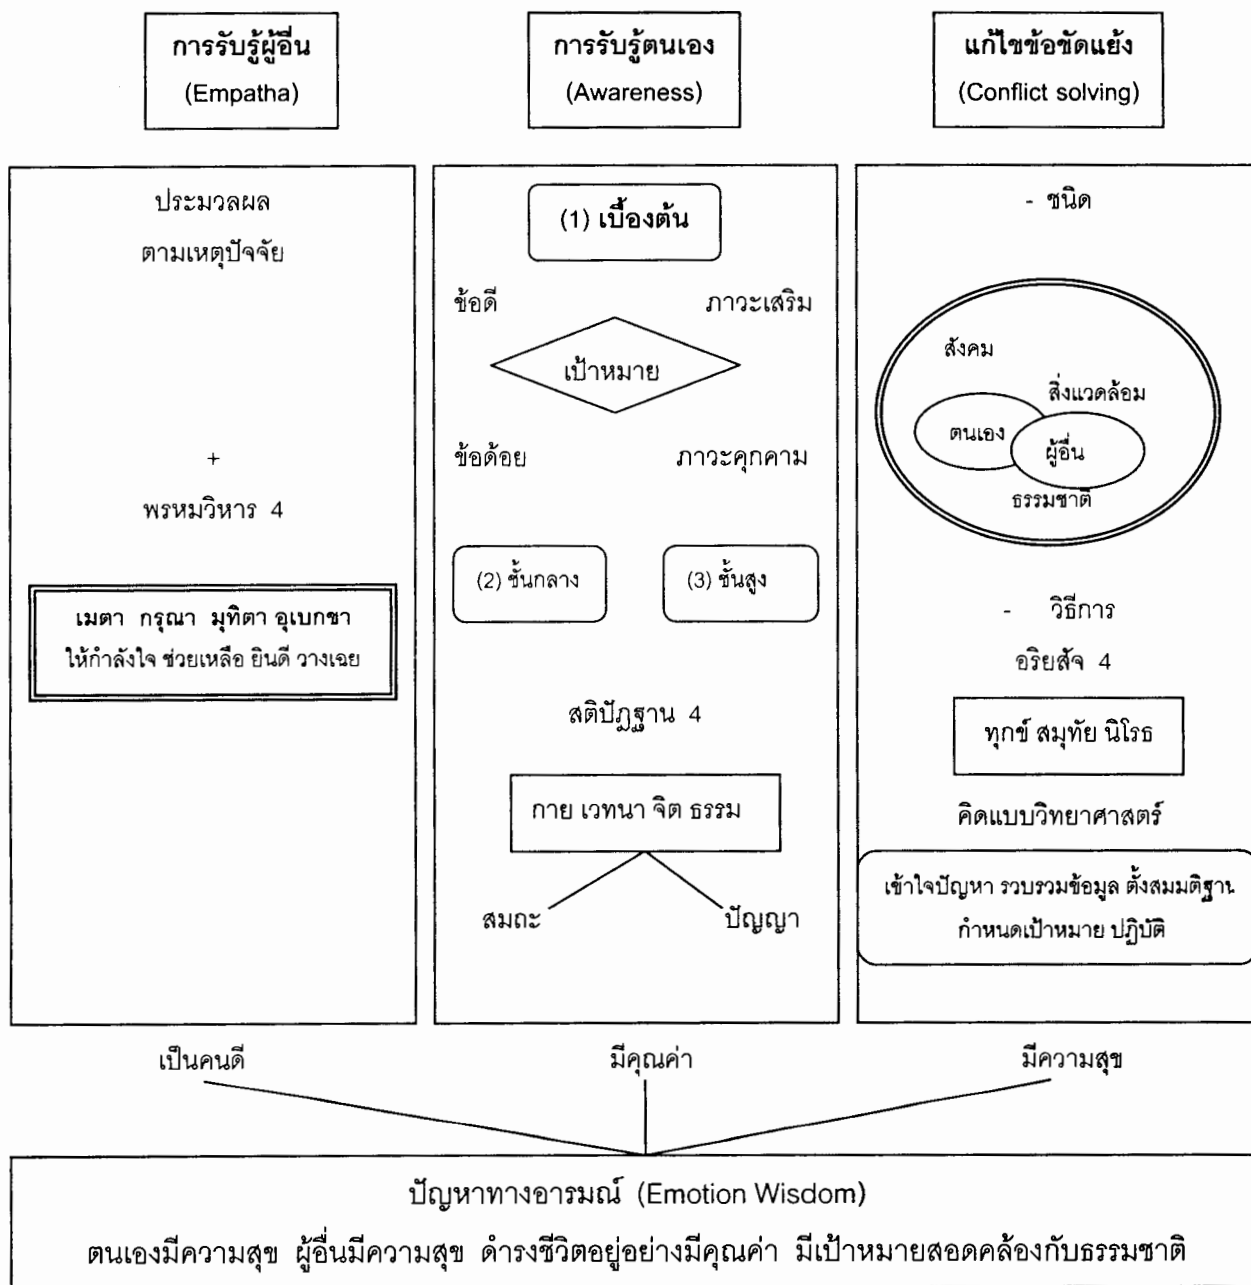 การรับรู้ผู้อื่น
(Empatha)
การรับรู้ตนเอง
(Awareness)
แก้ไขข้อขัดแย้ง
(Conflict solving)
ประมวลผล
ตามเหตุปัจจัย
+
พรหมวิหาร 4
เมตา กรุณา มุทิตา อุเบกขา
ให้กำลังใจ ช่วยเหลือ ยินดี วางเฉย
(1) เบื้องต้น
ข้อดี ภาวะเสริม
เป้าหมาย
ข้อด้อย ภาวะคุกคาม
(2) ชั้นกลาง (3) ชั้นสูง
สติปัฏฐาน 4
กาย เวทนา จิต ธรรม
สมถะ ปัญญา
- ชนิด
สังคม
สิ่งแวดล้อม
ตนเอง
ผู้อื่น
ธรรมชาติ
- วิธีการ
อริยสัจ 4
ทุกข์ สมุทัย นิโรธ
คิดแบบวิทยาศาสตร์
เข้าใจปัญหา รวบรวมข้อมูล ตั้งสมมติฐาน
กำหนดเป้าหมาย ปฏิบัติ
เป็นคนดี มีคุณค่า มีความสุข
ปัญหาทางอารมณ์ (Emotion Wisdom)
ตนเองมีความสุข ผู้อื่นมีความสุข ดำรงชีวิตอยู่อย่างมีคุณค่า มีเป้าหมายสอดคล้องกับธรรมชาติ